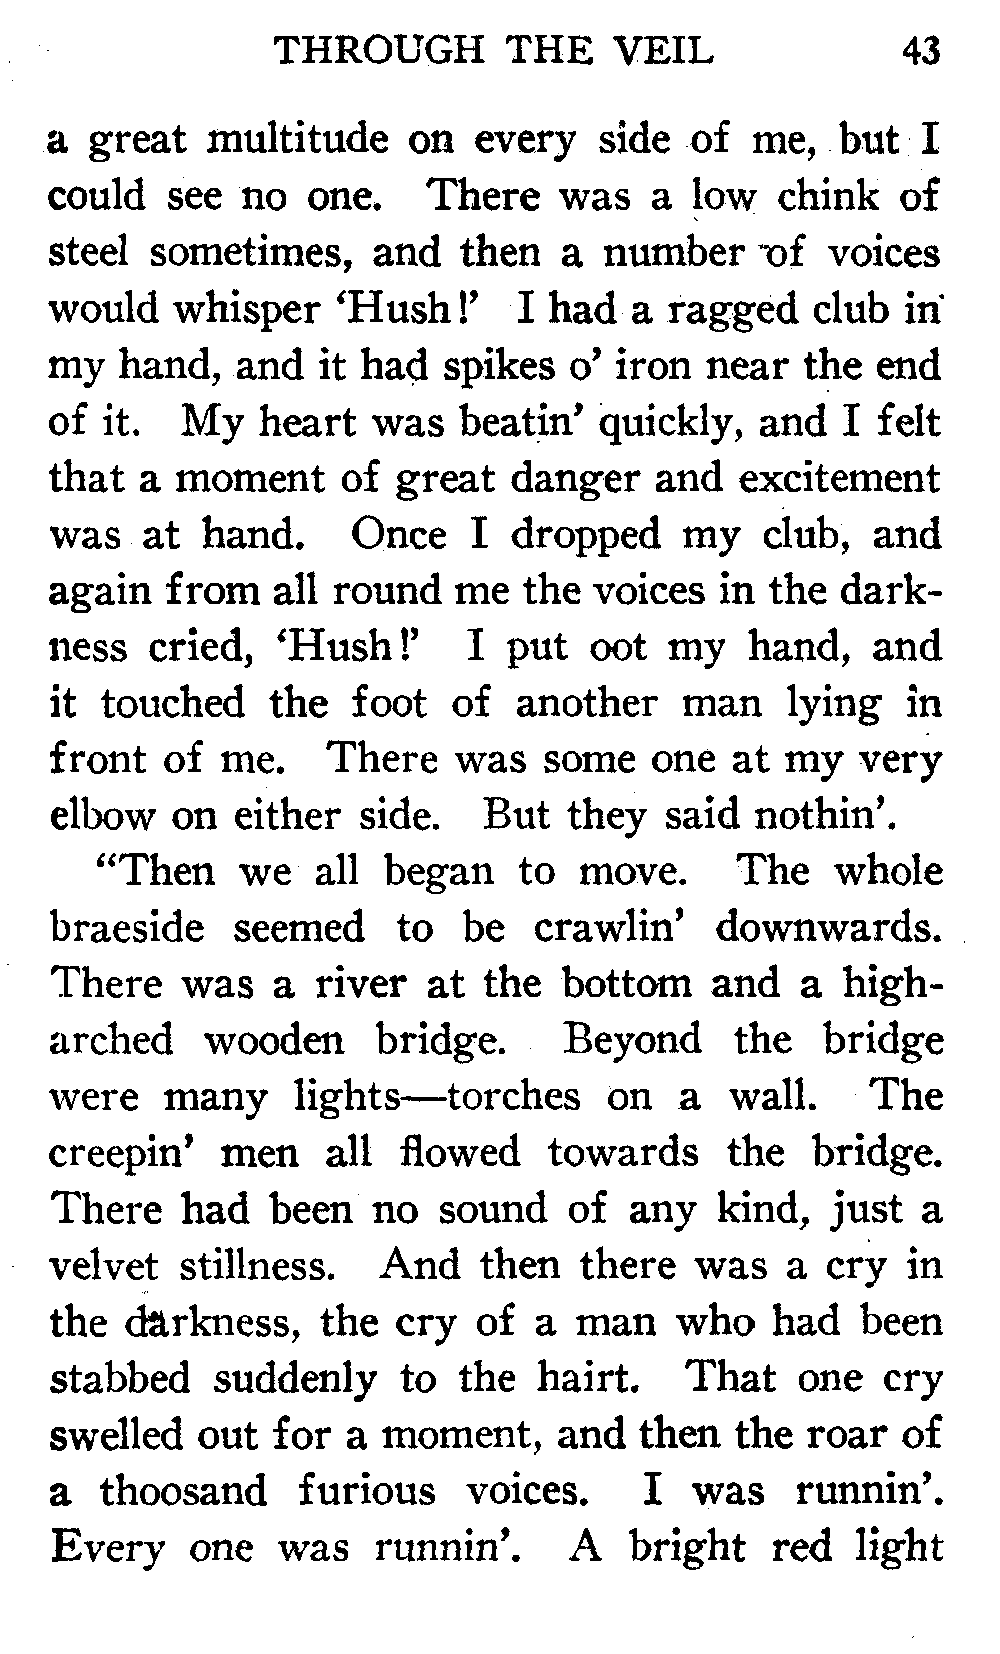 THROUGH THE VEIL 43
a great multitude on every side of me, but I
could see no one. There was a low chink of
steel sometimes, and then a number of voices
would whisper ‘Hush!’ I had a ragged club in
my hand, and it had spikes o’ iron near the end
of it. My heart was beatin’ quickly, and I felt
that a moment of great danger and excitement
was at hand. Once I dropped my club, and
again from all round me the voices in the dark-
ness cried, ‘Hush!’ I put oot my hand, and
it touched the foot of another man lying in
front of me. There was some one at my very
elbow on either side. But they said nothin’.
“Then we all began to move. The whole
braeside seemed to be crawlin’ downwards.
There was a river at the bottom and a high-
arched wooden bridge. Beyond the bridge
were many lights—torches on a wall. The
creepin’ men all flowed towards the bridge.
There had been no sound of any kind, just a
velvet stillness. And then there was a cry in
the darkness, the cry of a man who had been
stabbed suddenly to the hairt. That one cry
swelled out for a moment, and then the roar of
a thoosand furious voices. I was runnin’.
Every one was runnin’. A bright red light